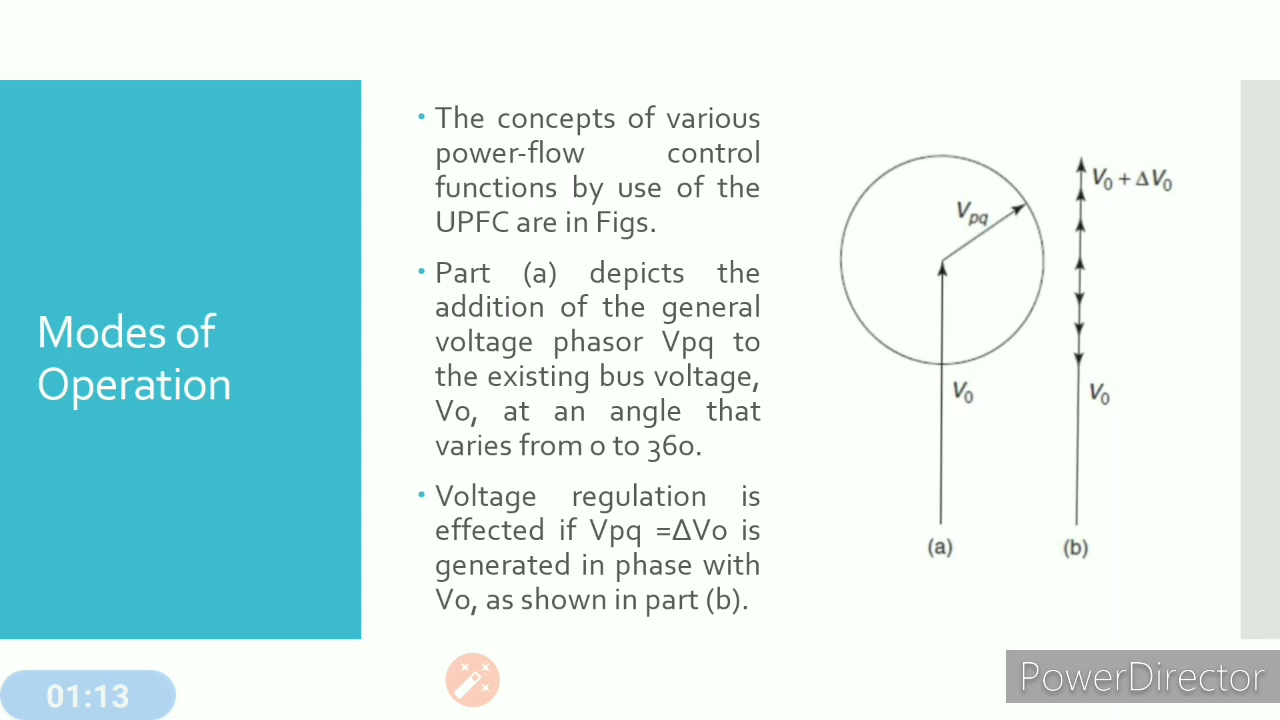 Modes of
Operation
• The concepts of various
power-flow control
functions by use of the
UPFC are in Figs.
• Part (a) depicts the
addition of the general
voltage phasor Vpq to
the existing bus voltage,
Vo, at an angle that
varies from 0 to 360.
• Voltage regulation is
effected if Vpq =ΔVo is
generated in phase with
Vo, as shown in part (b).
Vpq
V0
(a)
V0 + ΔV0
V0
(b)
01:13
PowerDirector